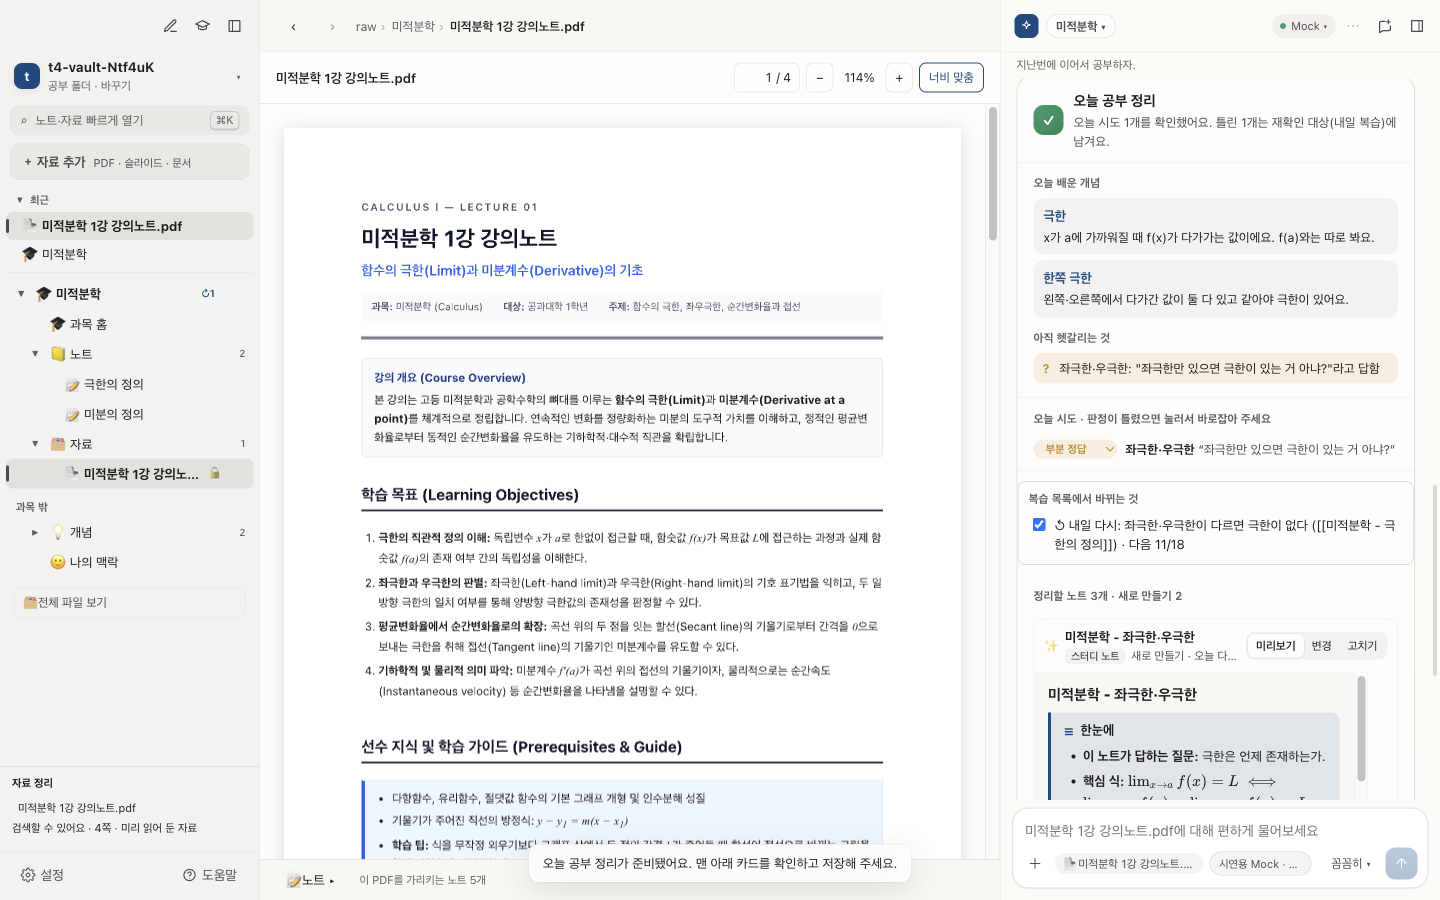 t
t4-vault-Ntf4uK
공부 폴더 · 바꾸기
노트·자료 빠르게 열기 ⌘K
+ 자료 추가 PDF · 슬라이드 · 문서
최근
미적분학 1강 강의노트.pdf
미적분학
미적분학 ↻1
과목 홈
노트 2
극한의 정의
미분의 정의
자료 1
미적분학 1강 강의노...
과목 밖
개념 2
나의 맥락
전체 파일 보기
자료 정리
미적분학 1강 강의노트.pdf
검색할 수 있어요 · 4쪽 · 미리 읽어 둔 자료
설정
도움말
‹ › raw › 미적분학 › 미적분학 1강 강의노트.pdf
미적분학 1강 강의노트.pdf
1 / 4 − 114% + 너비 맞춤
CALCULUS I — LECTURE 01
미적분학 1강 강의노트
함수의 극한(Limit)과 미분계수(Derivative)의 기초
과목: 미적분학 (Calculus) 대상: 공과대학 1학년 주제: 함수의 극한, 좌우극한, 순간변화율과 접선
강의 개요 (Course Overview)
본 강의는 고등 미적분학과 공학수학의 뼈대를 이루는 함수의 극한(Limit)과 미분계수(Derivative at a
point)를 체계적으로 정립합니다. 연속적인 변화를 정량화하는 미분의 도구적 가치를 이해하고, 정적인 평균변
화율로부터 동적인 순간변화율을 유도하는 기하학적·대수적 직관을 확립합니다.
학습 목표 (Learning Objectives)
1. 극한의 직관적 정의 이해: 독립변수 x가 a로 한없이 접근할 때, 함숫값 f(x)가 목표값 L에 접근하는 과정과 실제 함
숫값 f(a)의 존재 여부 간의 독립성을 이해한다.
2. 좌극한과 우극한의 판별: 좌극한(Left-hand limit)과 우극한(Right-hand limit)의 기호 표기법을 익히고, 두 일
방향 극한의 일치 여부를 통해 양방향 극한값의 존재성을 판정할 수 있다.
3. 평균변화율에서 순간변화율로의 확장: 곡선 위의 두 점을 잇는 할선(Secant line)의 기울기로부터 간격을 0으로
보내는 극한을 취해 접선(Tangent line)의 기울기인 미분계수를 유도할 수 있다.
4. 기하학적 및 물리적 의미 파악: 미분계수 f′(a)가 곡선 위의 접선의 기울기이자, 물리적으로는 순간속도
(Instantaneous velocity) 등 순간변화율을 나타냄을 설명할 수 있다.
선수 지식 및 학습 가이드 (Prerequisites & Guide)
• 다항함수, 유리함수, 절댓값 함수의 기본 그래프 개형 및 인수분해 성질
• 기울기가 주어진 직선의 방정식: y − y₁ = m(x − x₁)
• 학습 팁: 식을 무작정 외우기보다
오늘 공부 정리가 준비됐어요. 맨 아래 카드를 확인하고 저장해 주세요.
노트 ▸ 이 PDF를 가리키는 노트 5개
미적분학 ▾ Mock ▾ ···
지난번에 이어서 공부하자.
오늘 공부 정리
오늘 시도 1개를 확인했어요. 틀린 1개는 재확인 대상(내일 복습)에
남겨요.
오늘 배운 개념
극한
x가 a에 가까워질 때 f(x)가 다가가는 값이에요. f(a)와는 따로 봐요.
한쪽 극한
왼쪽·오른쪽에서 다가간 값이 둘 다 있고 같아야 극한이 있어요.
아직 헷갈리는 것
? 좌극한·우극한: "좌극한만 있으면 극한이 있는 거 아냐?"라고 답함
오늘 시도 · 판정이 틀렸으면 눌러서 바로잡아 주세요
부분 정답 좌극한·우극한 “좌극한만 있으면 극한이 있는 거 아냐?”
복습 목록에서 바뀌는 것
↺ 내일 다시: 좌극한·우극한이 다르면 극한이 없다 ([[미적분학 - 극
한의 정의]]) · 다음 11/18
정리할 노트 3개 · 새로 만들기 2
미적분학 - 좌극한·우극한
스터디 노트 새로 만들기 · 오늘 다...
미리보기 변경 고치기
미적분학 - 좌극한·우극한
한눈에
• 이 노트가 답하는 질문: 극한은 언제 존재하는가.
• 핵심 식: lim x→a f(x) = L ⟺
미적분학 1강 강의노트.pdf에 대해 편하게 물어보세요
+ 미적분학 1강 강의노트.... 시연용 Mock · ... 꼼꼼히 ▾